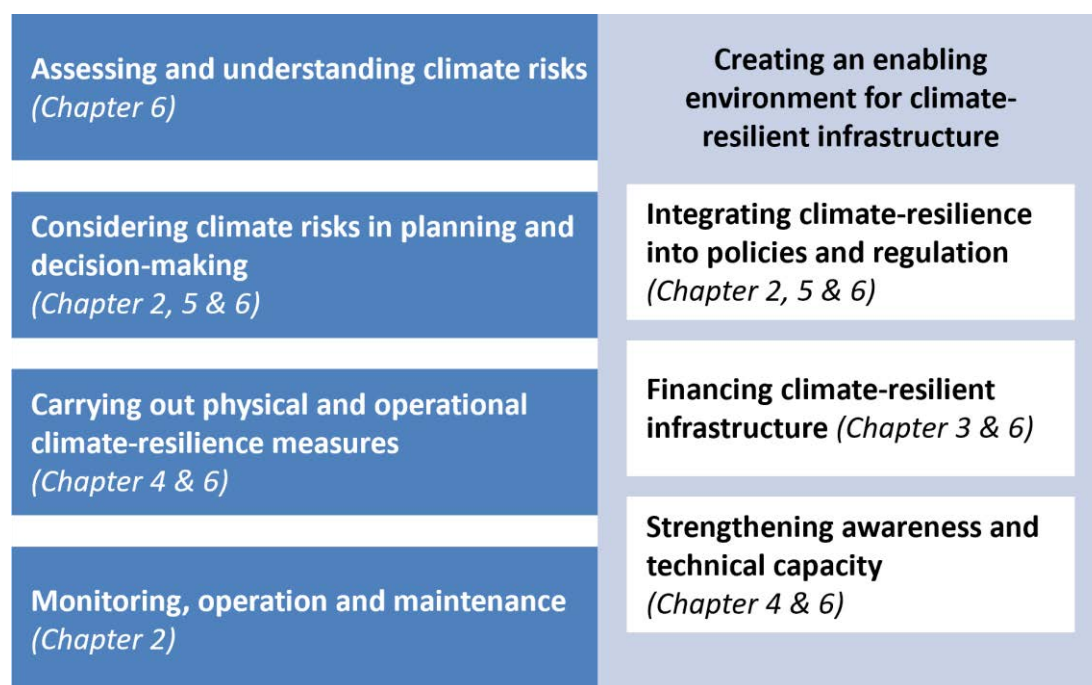 Assessing and understanding climate risks
(Chapter 6)
Considering climate risks in planning and
decision-making
(Chapter 2, 5 & 6)
Carrying out physical and operational
climate-resilience measures
(Chapter 4 & 6)
Monitoring, operation and maintenance
(Chapter 2)
Creating an enabling
environment for climate-
resilient infrastructure
Integrating climate-resilience
into policies and regulation
(Chapter 2, 5 & 6)
Financing climate-resilient
infrastructure (Chapter 3 & 6)
Strengthening awareness and
technical capacity
(Chapter 4 & 6)